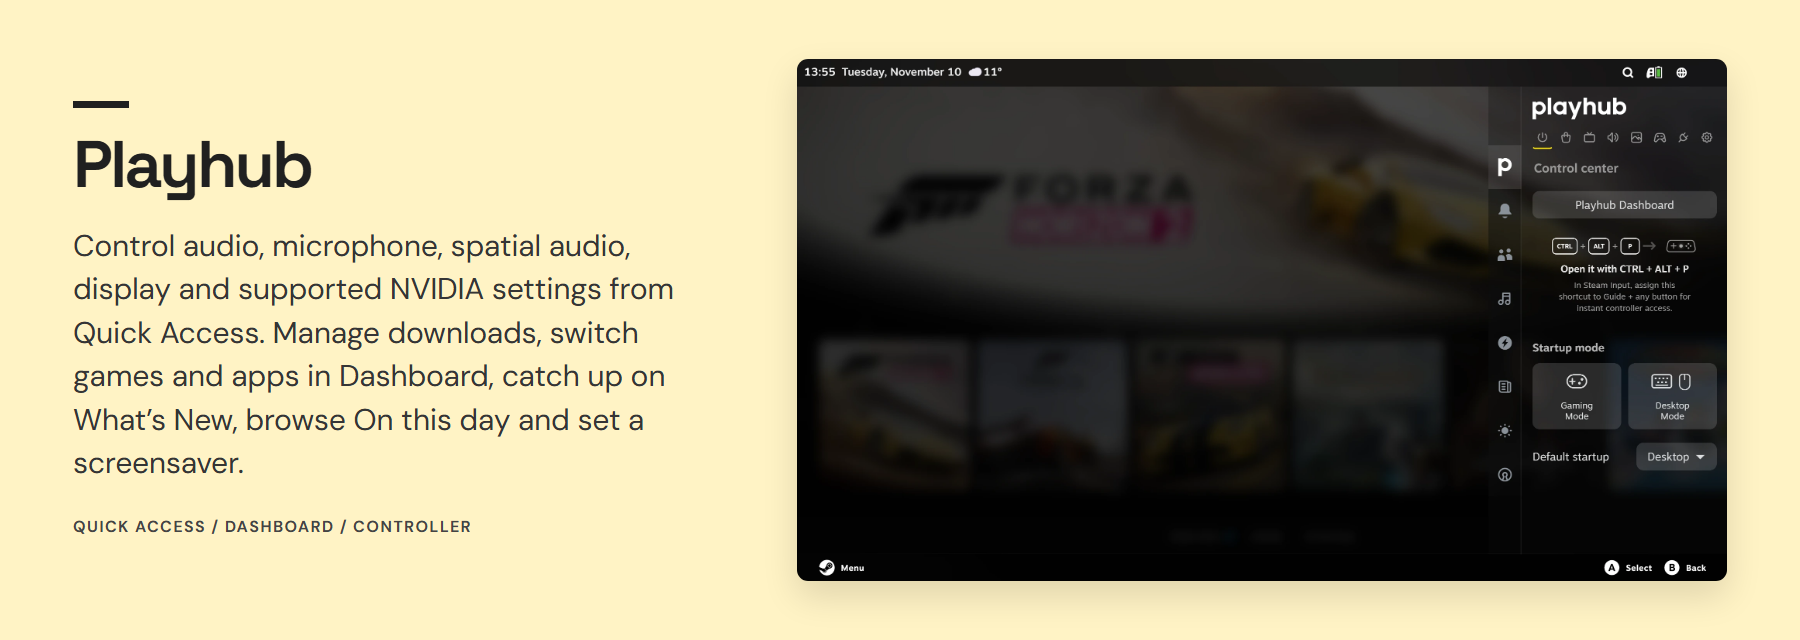 Playhub
Control audio, microphone, spatial audio,
display and supported NVIDIA settings from
Quick Access. Manage downloads, switch
games and apps in Dashboard, catch up on
What's New, browse On this day and set a
screensaver.
QUICK ACCESS / DASHBOARD / CONTROLLER
13:55 Tuesday, November 10 11°
FORZA
HORIZON 2
playhub
p
Control center
Playhub Dashboard
CTRL + ALT + P
Open it with CTRL + ALT + P
In Steam Input, assign this
shortcut to Guide + any button for
instant controller access.
Startup mode
Gaming
Mode
Desktop
Mode
Default startup
Desktop
Menu
A Select B Back